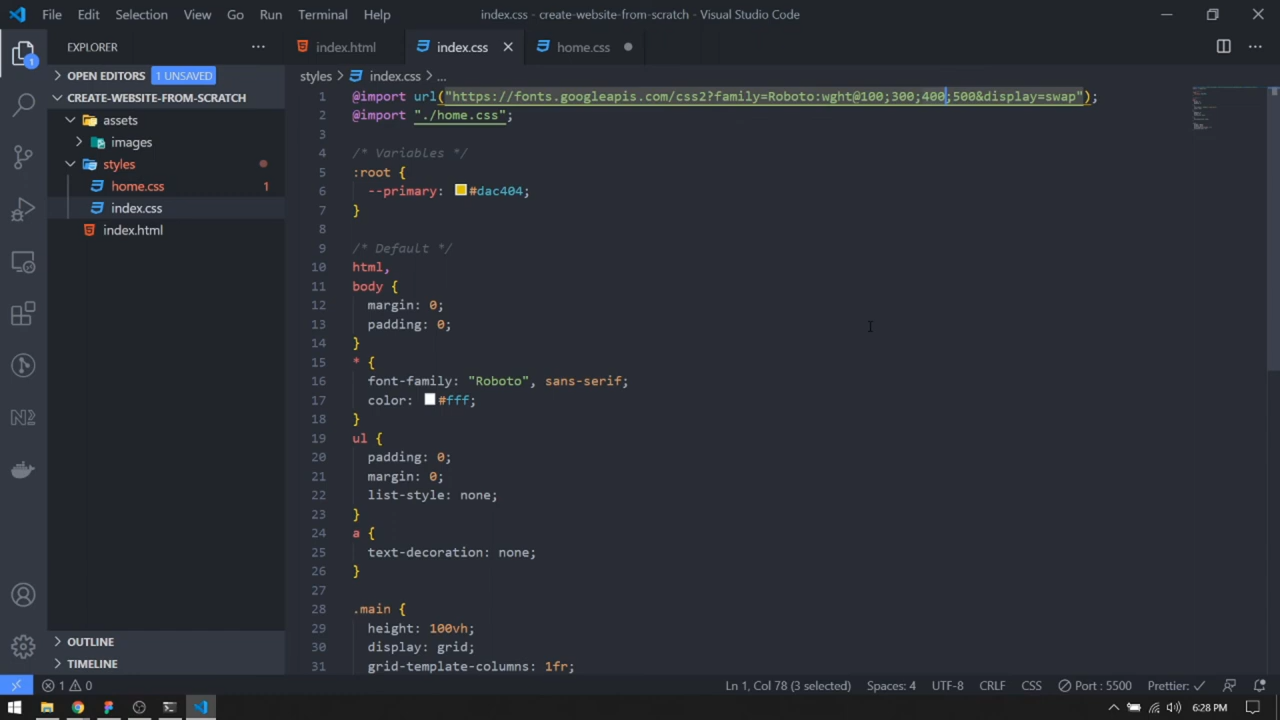 File Edit Selection View Go Run Terminal Help index.css - create-website-from-scratch - Visual Studio Code
EXPLORER
index.html index.css home.css
OPEN EDITORS 1 UNSAVED
CREATE-WEBSITE-FROM-SCRATCH
assets
images
styles
home.css 1
index.css
index.html
OUTLINE
TIMELINE
1
styles > index.css > ...
1 @import url("https://fonts.googleapis.com/css2?family=Roboto:wght@100;300;400;500&display=swap");
2 @import "./home.css";
3
4 /* Variables */
5 :root {
6 --primary: #dac404;
7 }
8
9 /* Default */
10 html,
11 body {
12 margin: 0;
13 padding: 0;
14 }
15 * {
16 font-family: "Roboto", sans-serif;
17 color: #fff;
18 }
19 ul {
20 padding: 0;
21 margin: 0;
22 list-style: none;
23 }
24 a {
25 text-decoration: none;
26 }
27
28 .main {
29 height: 100vh;
30 display: grid;
31 grid-template-columns: 1fr;
1 0 Ln 1, Col 78 (3 selected) Spaces: 4 UTF-8 CRLF CSS Port : 5500 Prettier: ✓
6:28 PM